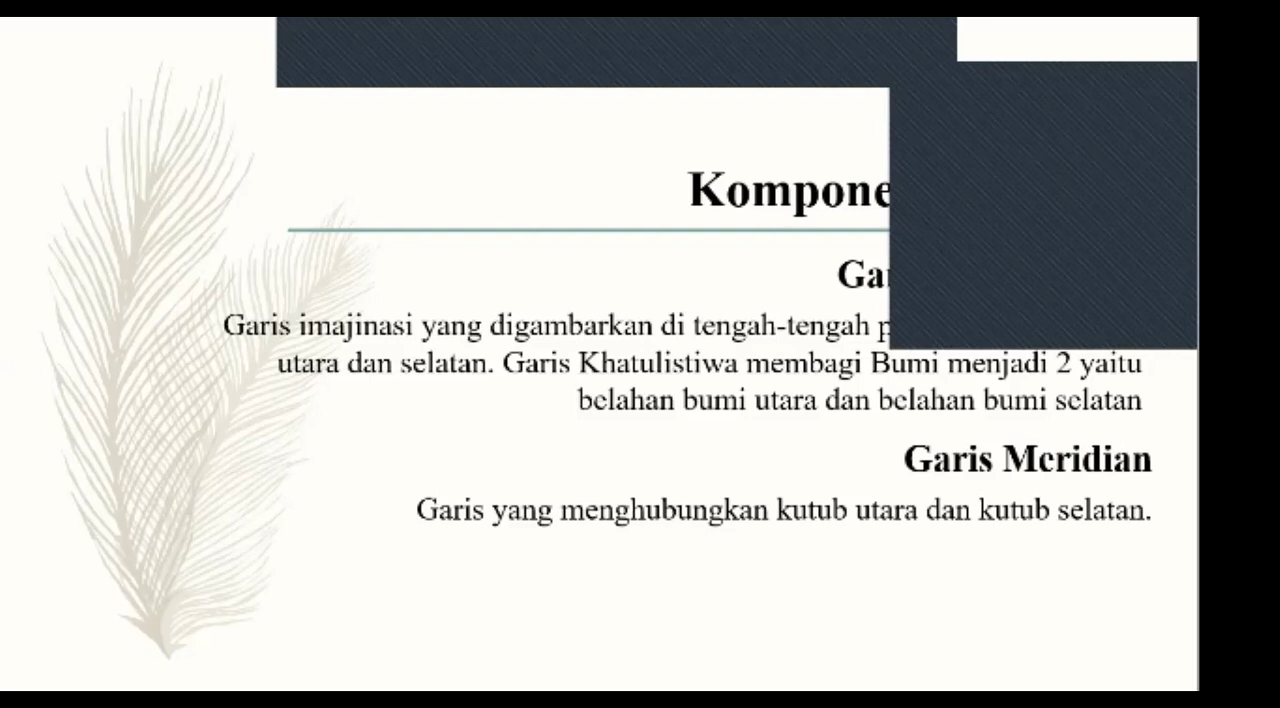 Kompone
Ga
Garis imajinasi yang digambarkan di tengah-tengah
utara dan selatan. Garis Khatulistiwa membagi Bumi menjadi 2 yaitu
belahan bumi utara dan belahan bumi selatan
Garis Meridian
Garis yang menghubungkan kutub utara dan kutub selatan.